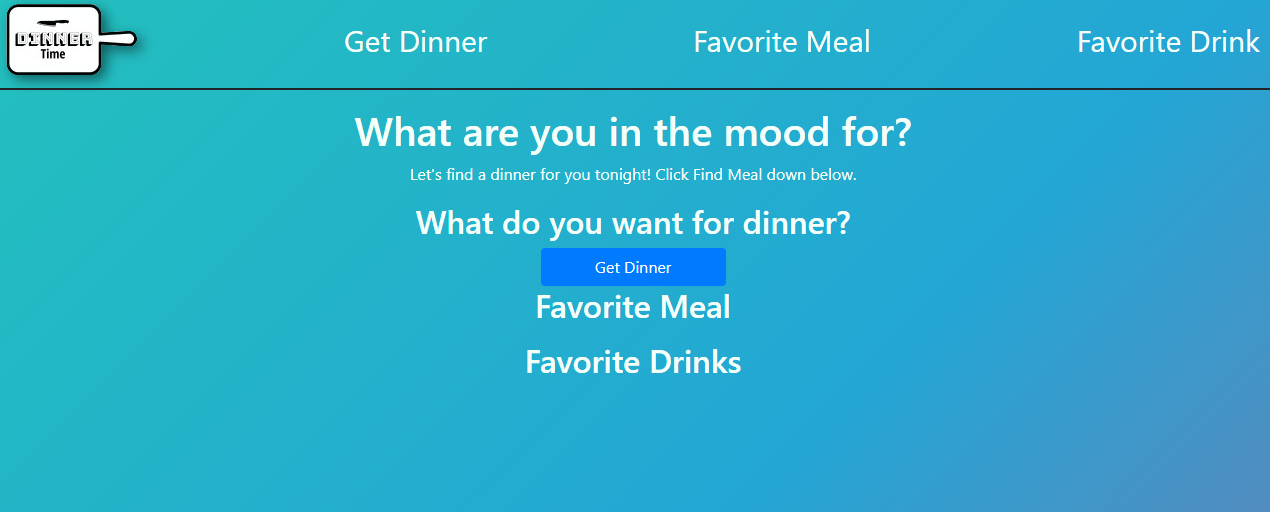 DINNER
Time
Get Dinner
Favorite Meal
Favorite Drink
What are you in the mood for?
Let's find a dinner for you tonight! Click Find Meal down below.
What do you want for dinner?
Get Dinner
Favorite Meal
Favorite Drinks